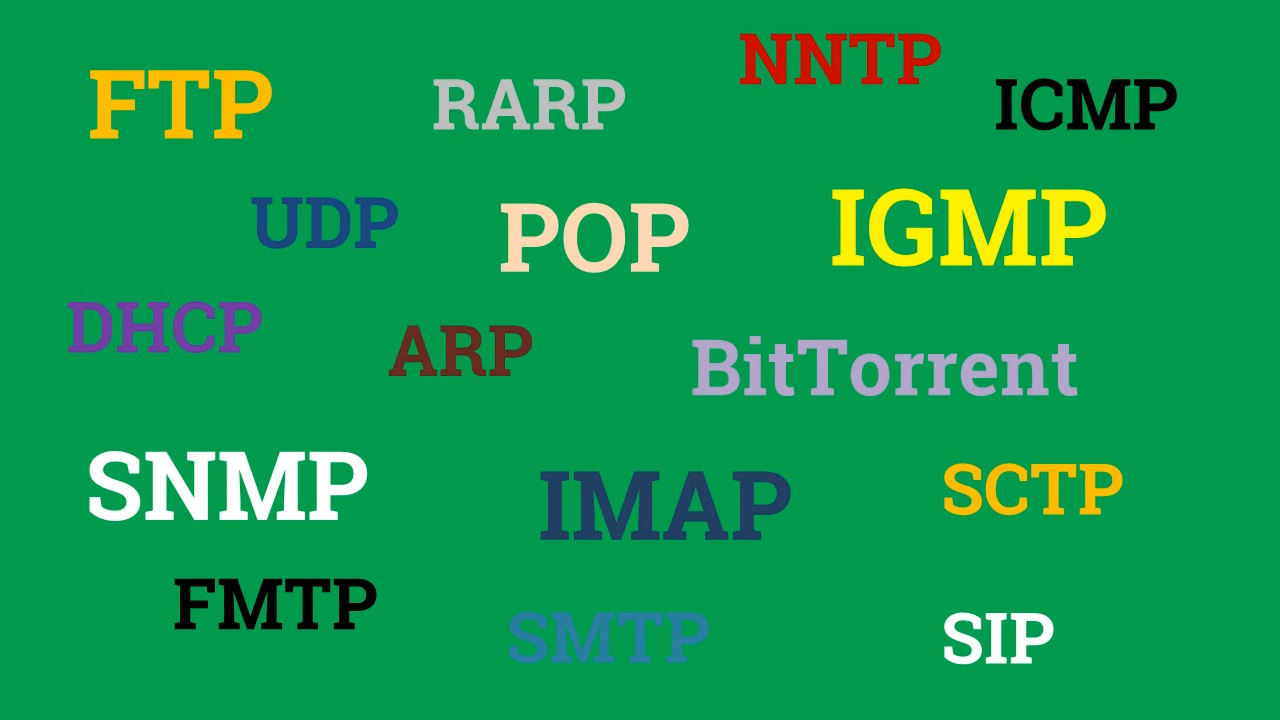 FTP
RARP
NNTP
ICMP
UDP
POP
IGMP
DHCP
ARP
BitTorrent
SNMP
IMAP
SCTP
FMTP
SMTP
SIP